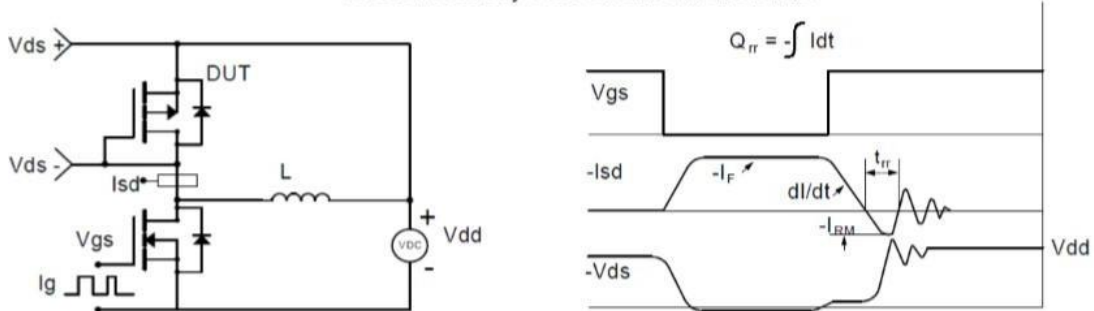 Vds +
DUT
Vds -
Isd
L
Vgs
Ig
+
VDC
Vdd
-
Qrr = -∫ Idt
Vgs
-Isd
-IF
dI/dt
trr
-IRM
Vdd
-Vds